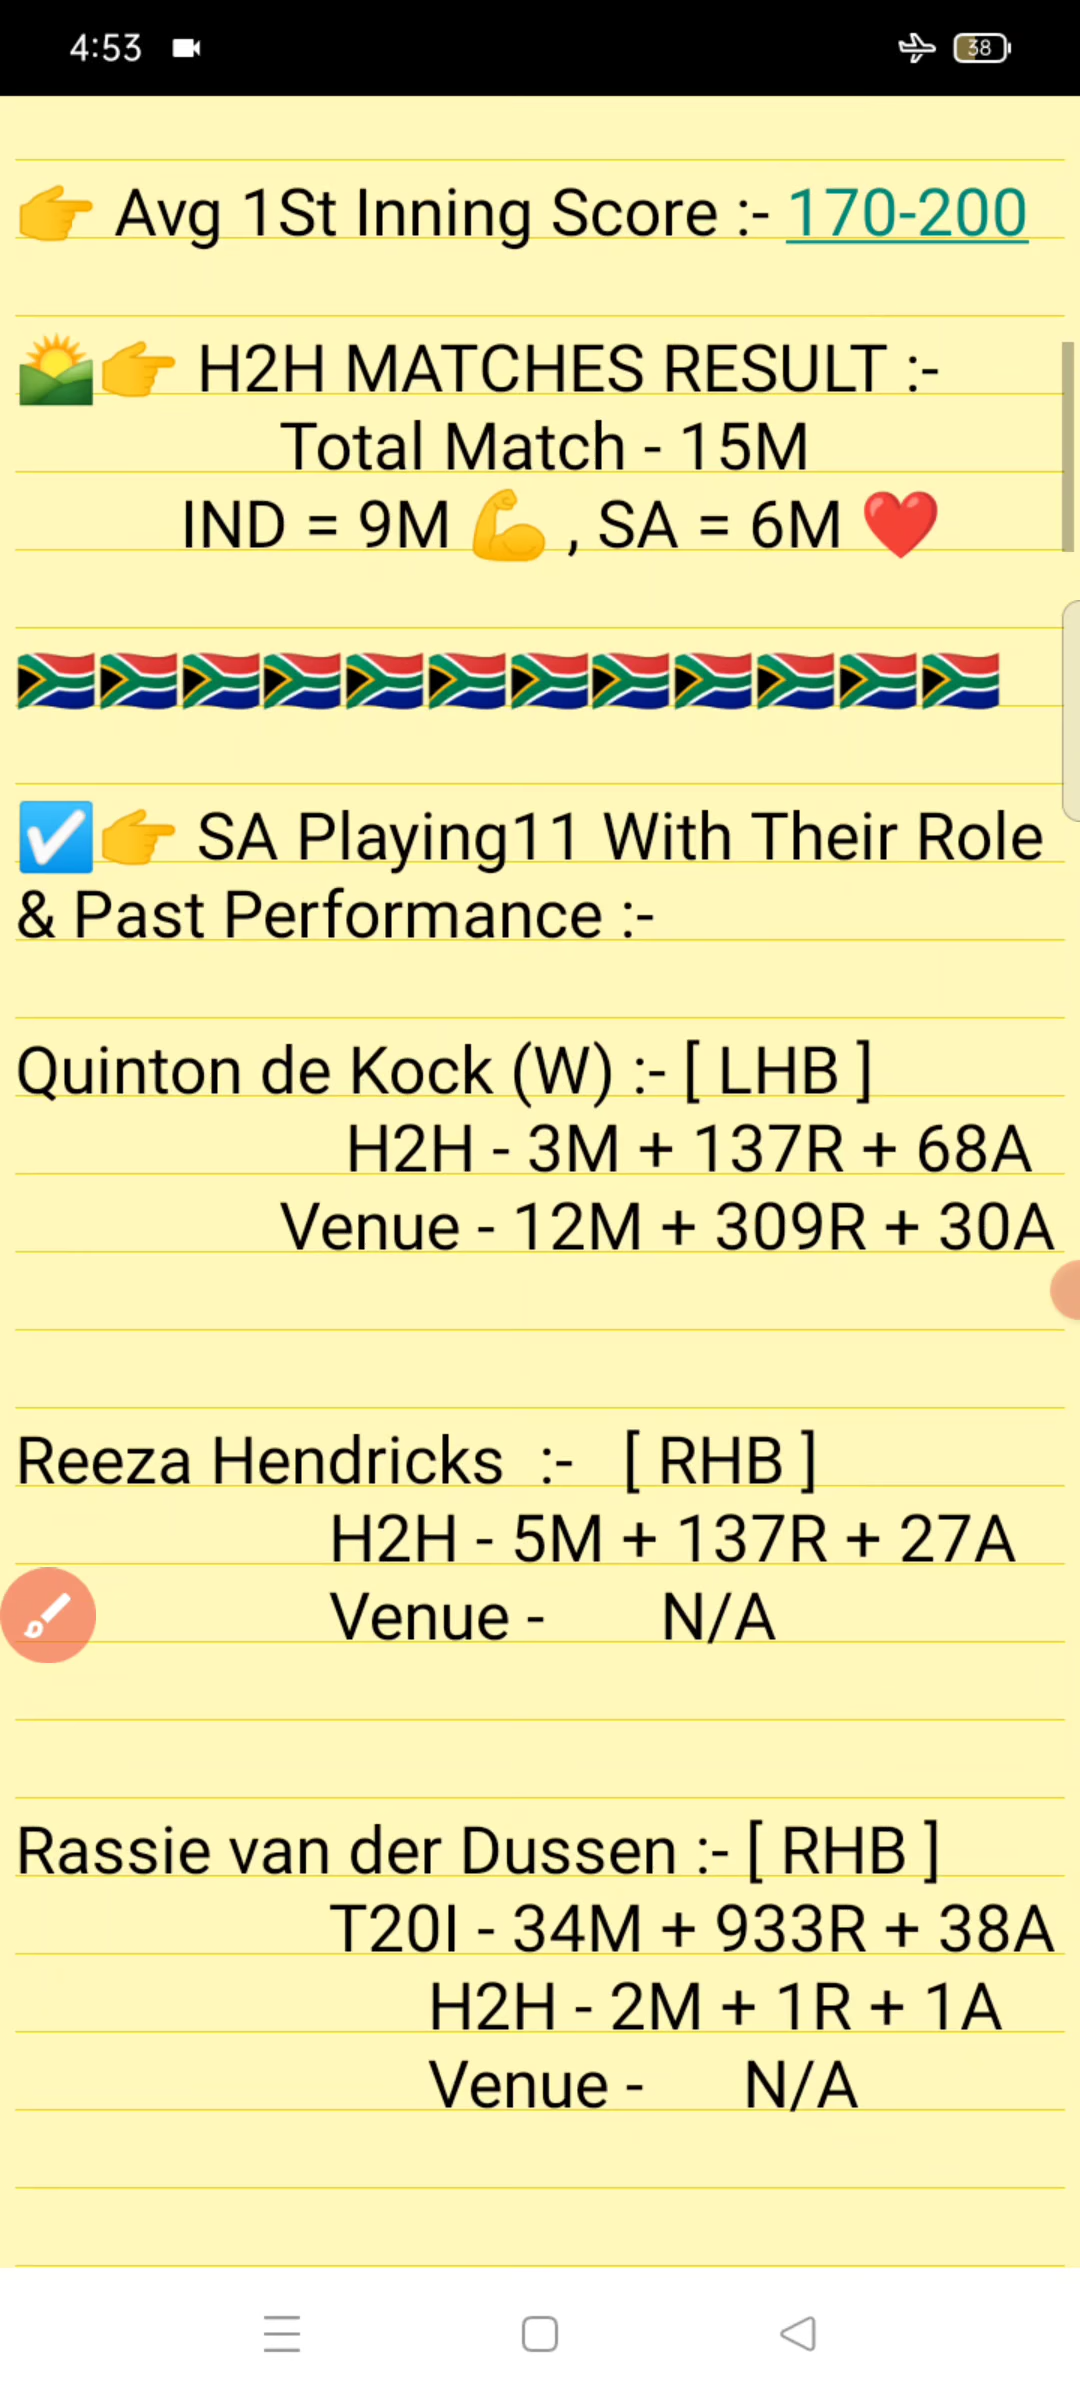 4:53
38
👉 Avg 1St Inning Score :- 170-200
🌄👉 H2H MATCHES RESULT :-
Total Match - 15M
IND = 9M 💪 , SA = 6M ❤️
🇿🇦🇿🇦🇿🇦🇿🇦🇿🇦🇿🇦🇿🇦🇿🇦🇿🇦🇿🇦🇿🇦🇿🇦
☑️👉 SA Playing11 With Their Role
& Past Performance :-
Quinton de Kock (W) :- [ LHB ]
H2H - 3M + 137R + 68A
Venue - 12M + 309R + 30A
Reeza Hendricks :- [ RHB ]
H2H - 5M + 137R + 27A
Venue - N/A
Rassie van der Dussen :- [ RHB ]
T20I - 34M + 933R + 38A
H2H - 2M + 1R + 1A
Venue - N/A